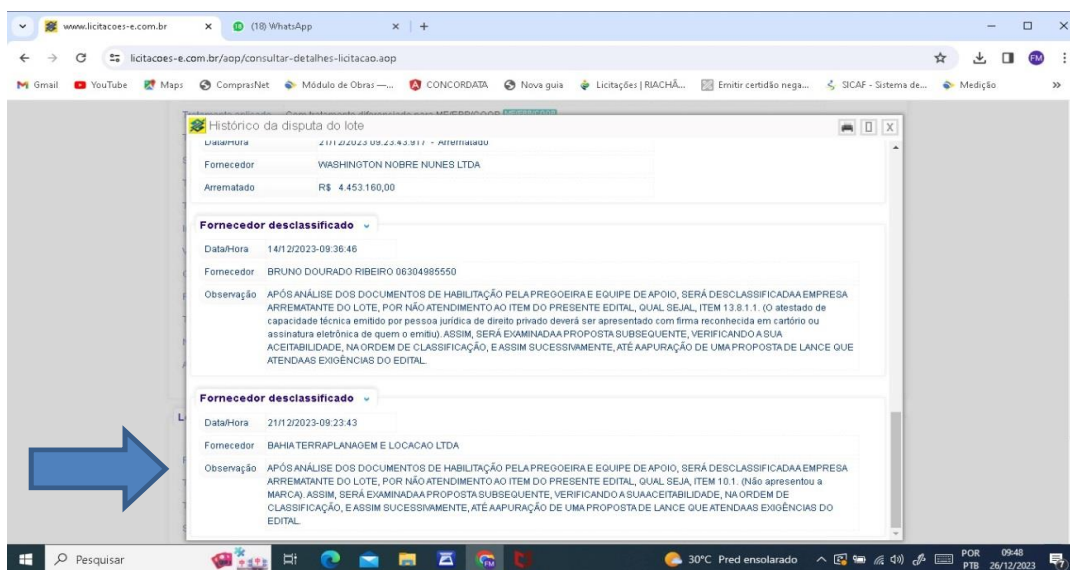 www.licitacoes-e.com.br
(18) WhatsApp
licitacoes-e.com.br/aop/consultar-detalhes-licitacao.aop
FM
Gmail YouTube Maps ComprasNet Módulo de Obras —... CONCORDATA Nova guia Licitações | RIACHÃ... Emitir certidão nega... SICAF - Sistema de... Medição »
Histórico da disputa do lote
X
Data/Hora 21/12/2023 09:23:43.917 - Arrematado
Fornecedor WASHINGTON NOBRE NUNES LTDA
Arrematado R$ 4.453.160,00
Fornecedor desclassificado
Data/Hora 14/12/2023-09:36:46
Fornecedor BRUNO DOURADO RIBEIRO 06304985550
Observação APÓS ANÁLISE DOS DOCUMENTOS DE HABILITAÇÃO PELA PREGOEIRA E EQUIPE DE APOIO, SERÁ DESCLASSIFICADA A EMPRESA
ARREMATANTE DO LOTE, POR NÃO ATENDIMENTO AO ITEM DO PRESENTE EDITAL, QUAL SEJAL, ITEM 13.8.1.1. (O atestado de
capacidade técnica emitido por pessoa jurídica de direito privado deverá ser apresentado com firma reconhecida em cartório ou
assinatura eletrônica de quem o emitiu). ASSIM, SERÁ EXAMINADA A PROPOSTA SUBSEQUENTE, VERIFICANDO A SUA
ACEITABILIDADE, NA ORDEM DE CLASSIFICAÇÃO, E ASSIM SUCESSIVAMENTE, ATÉ A APURAÇÃO DE UMA PROPOSTA DE LANCE QUE
ATENDA AS EXIGÊNCIAS DO EDITAL.
Fornecedor desclassificado
Data/Hora 21/12/2023-09:23:43
Fornecedor BAHIA TERRAPLANAGEM E LOCACAO LTDA
Observação APÓS ANÁLISE DOS DOCUMENTOS DE HABILITAÇÃO PELA PREGOEIRA E EQUIPE DE APOIO, SERÁ DESCLASSIFICADA A EMPRESA
ARREMATANTE DO LOTE, POR NÃO ATENDIMENTO AO ITEM DO PRESENTE EDITAL, QUAL SEJA, ITEM 10.1. (Não apresentou a
MARCA). ASSIM, SERÁ EXAMINADA A PROPOSTA SUBSEQUENTE, VERIFICANDO A SUA ACEITABILIDADE, NA ORDEM DE
CLASSIFICAÇÃO, E ASSIM SUCESSIVAMENTE, ATÉ A APURAÇÃO DE UMA PROPOSTA DE LANCE QUE ATENDA AS EXIGÊNCIAS DO
EDITAL.
Pesquisar
30°C Pred ensolarado
POR 09:48
PTB 26/12/2023